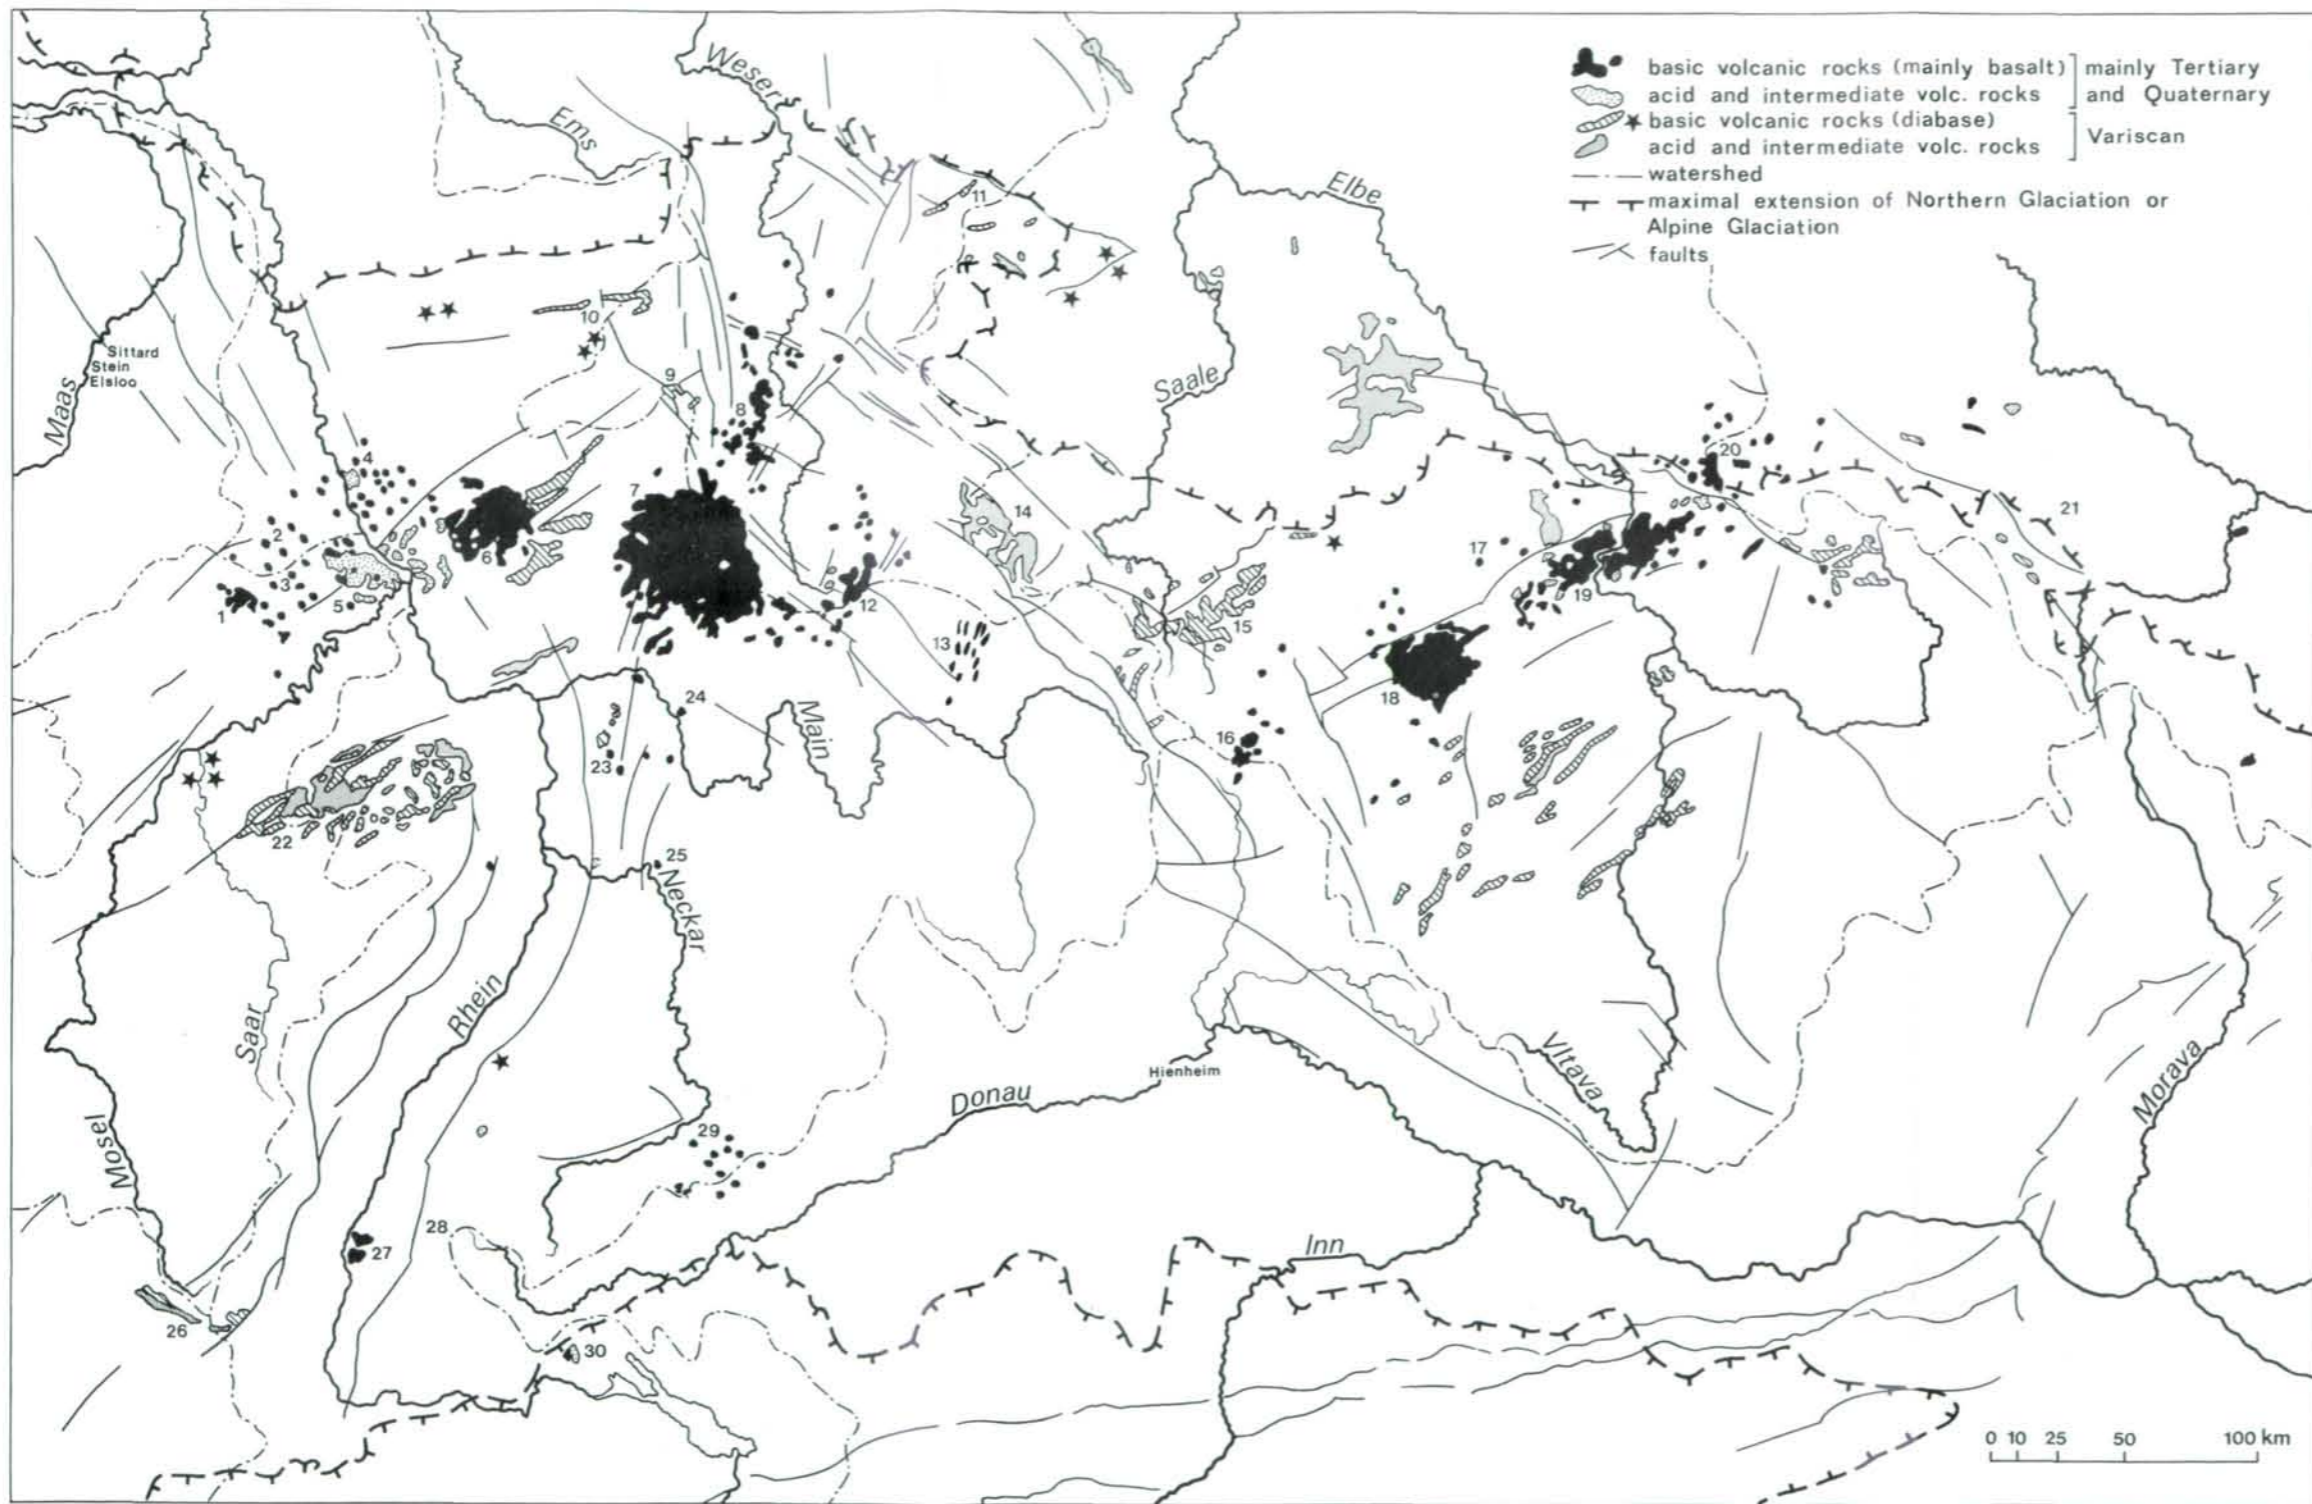 basic volcanic rocks (mainly basalt)
mainly Tertiary
acid and intermediate volc. rocks
and Quaternary
basic volcanic rocks (diabase)
Variscan
acid and intermediate volc. rocks
watershed
maximal extension of Northern Glaciation or
Alpine Glaciation
faults
Weser
Ems
Elbe
11
10
Sittard
Stein
Elsloo
Maas
9
8
Saale
4
20
7
14
21
2
6
17
3
5
1
12
19
15
13
18
24
Main
16
23
22
25
Neckar
Rhein
Saar
Vltava
Hienheim
Donau
Morava
Mosel
29
28
27
Inn
26
30
0 10 25 50 100 km